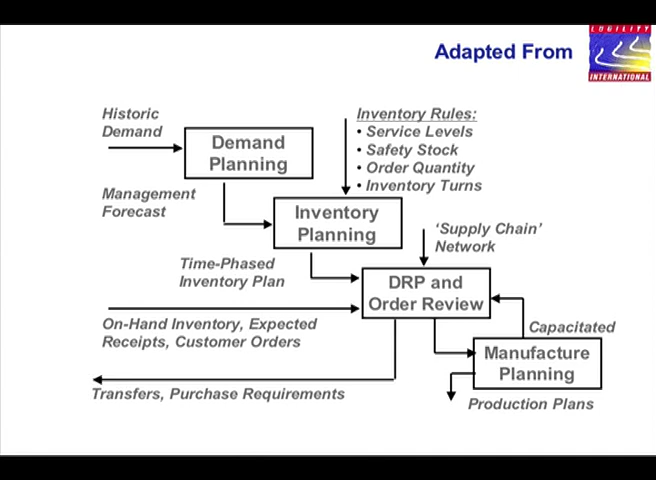 Adapted From
LOGILITY
INTERNATIONAL
Historic
Demand
Demand
Planning
Inventory Rules:
• Service Levels
• Safety Stock
• Order Quantity
• Inventory Turns
Management
Forecast
Inventory
Planning
‘Supply Chain’
Network
Time-Phased
Inventory Plan
DRP and
Order Review
On-Hand Inventory, Expected
Receipts, Customer Orders
Capacitated
Manufacture
Planning
Transfers, Purchase Requirements
Production Plans